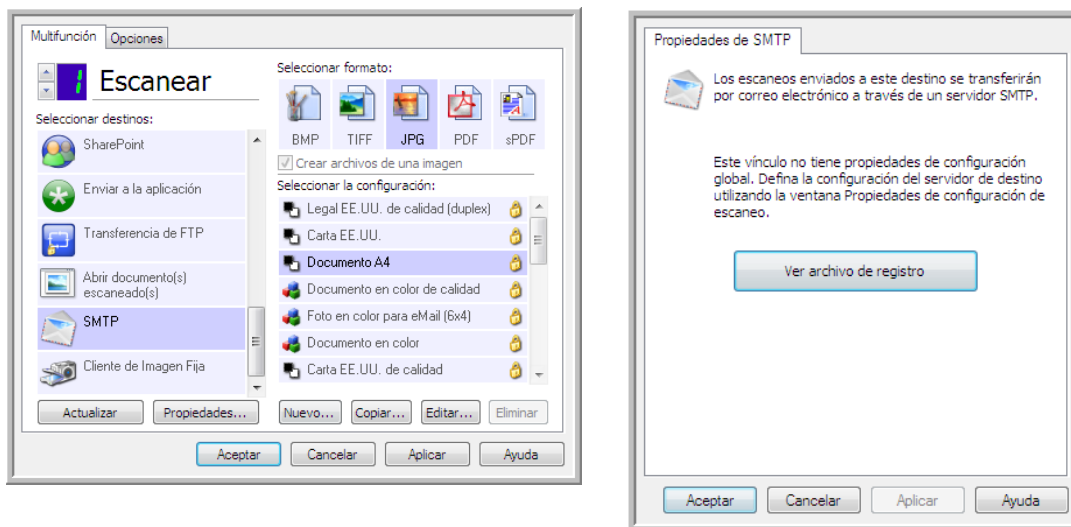 Multifunción
Opciones
1
Escanear
Seleccionar destinos:
SharePoint
Enviar a la aplicación
Transferencia de FTP
Abrir documento(s)
escaneado(s)
SMTP
Cliente de Imagen Fija
Actualizar
Propiedades...
Seleccionar formato:
BMP
TIFF
JPG
PDF
sPDF
Crear archivos de una imagen
Seleccionar la configuración:
Legal EE.UU. de calidad (duplex)
Carta EE.UU.
Documento A4
Documento en color de calidad
Foto en color para eMail (6x4)
Documento en color
Carta EE.UU. de calidad
Nuevo...
Copiar...
Editar...
Eliminar
Aceptar
Cancelar
Aplicar
Ayuda
Propiedades de SMTP
Los escaneos enviados a este destino se transferirán
por correo electrónico a través de un servidor SMTP.
Este vínculo no tiene propiedades de configuración
global. Defina la configuración del servidor de destino
utilizando la ventana Propiedades de configuración de
escaneo.
Ver archivo de registro
Aceptar
Cancelar
Aplicar
Ayuda